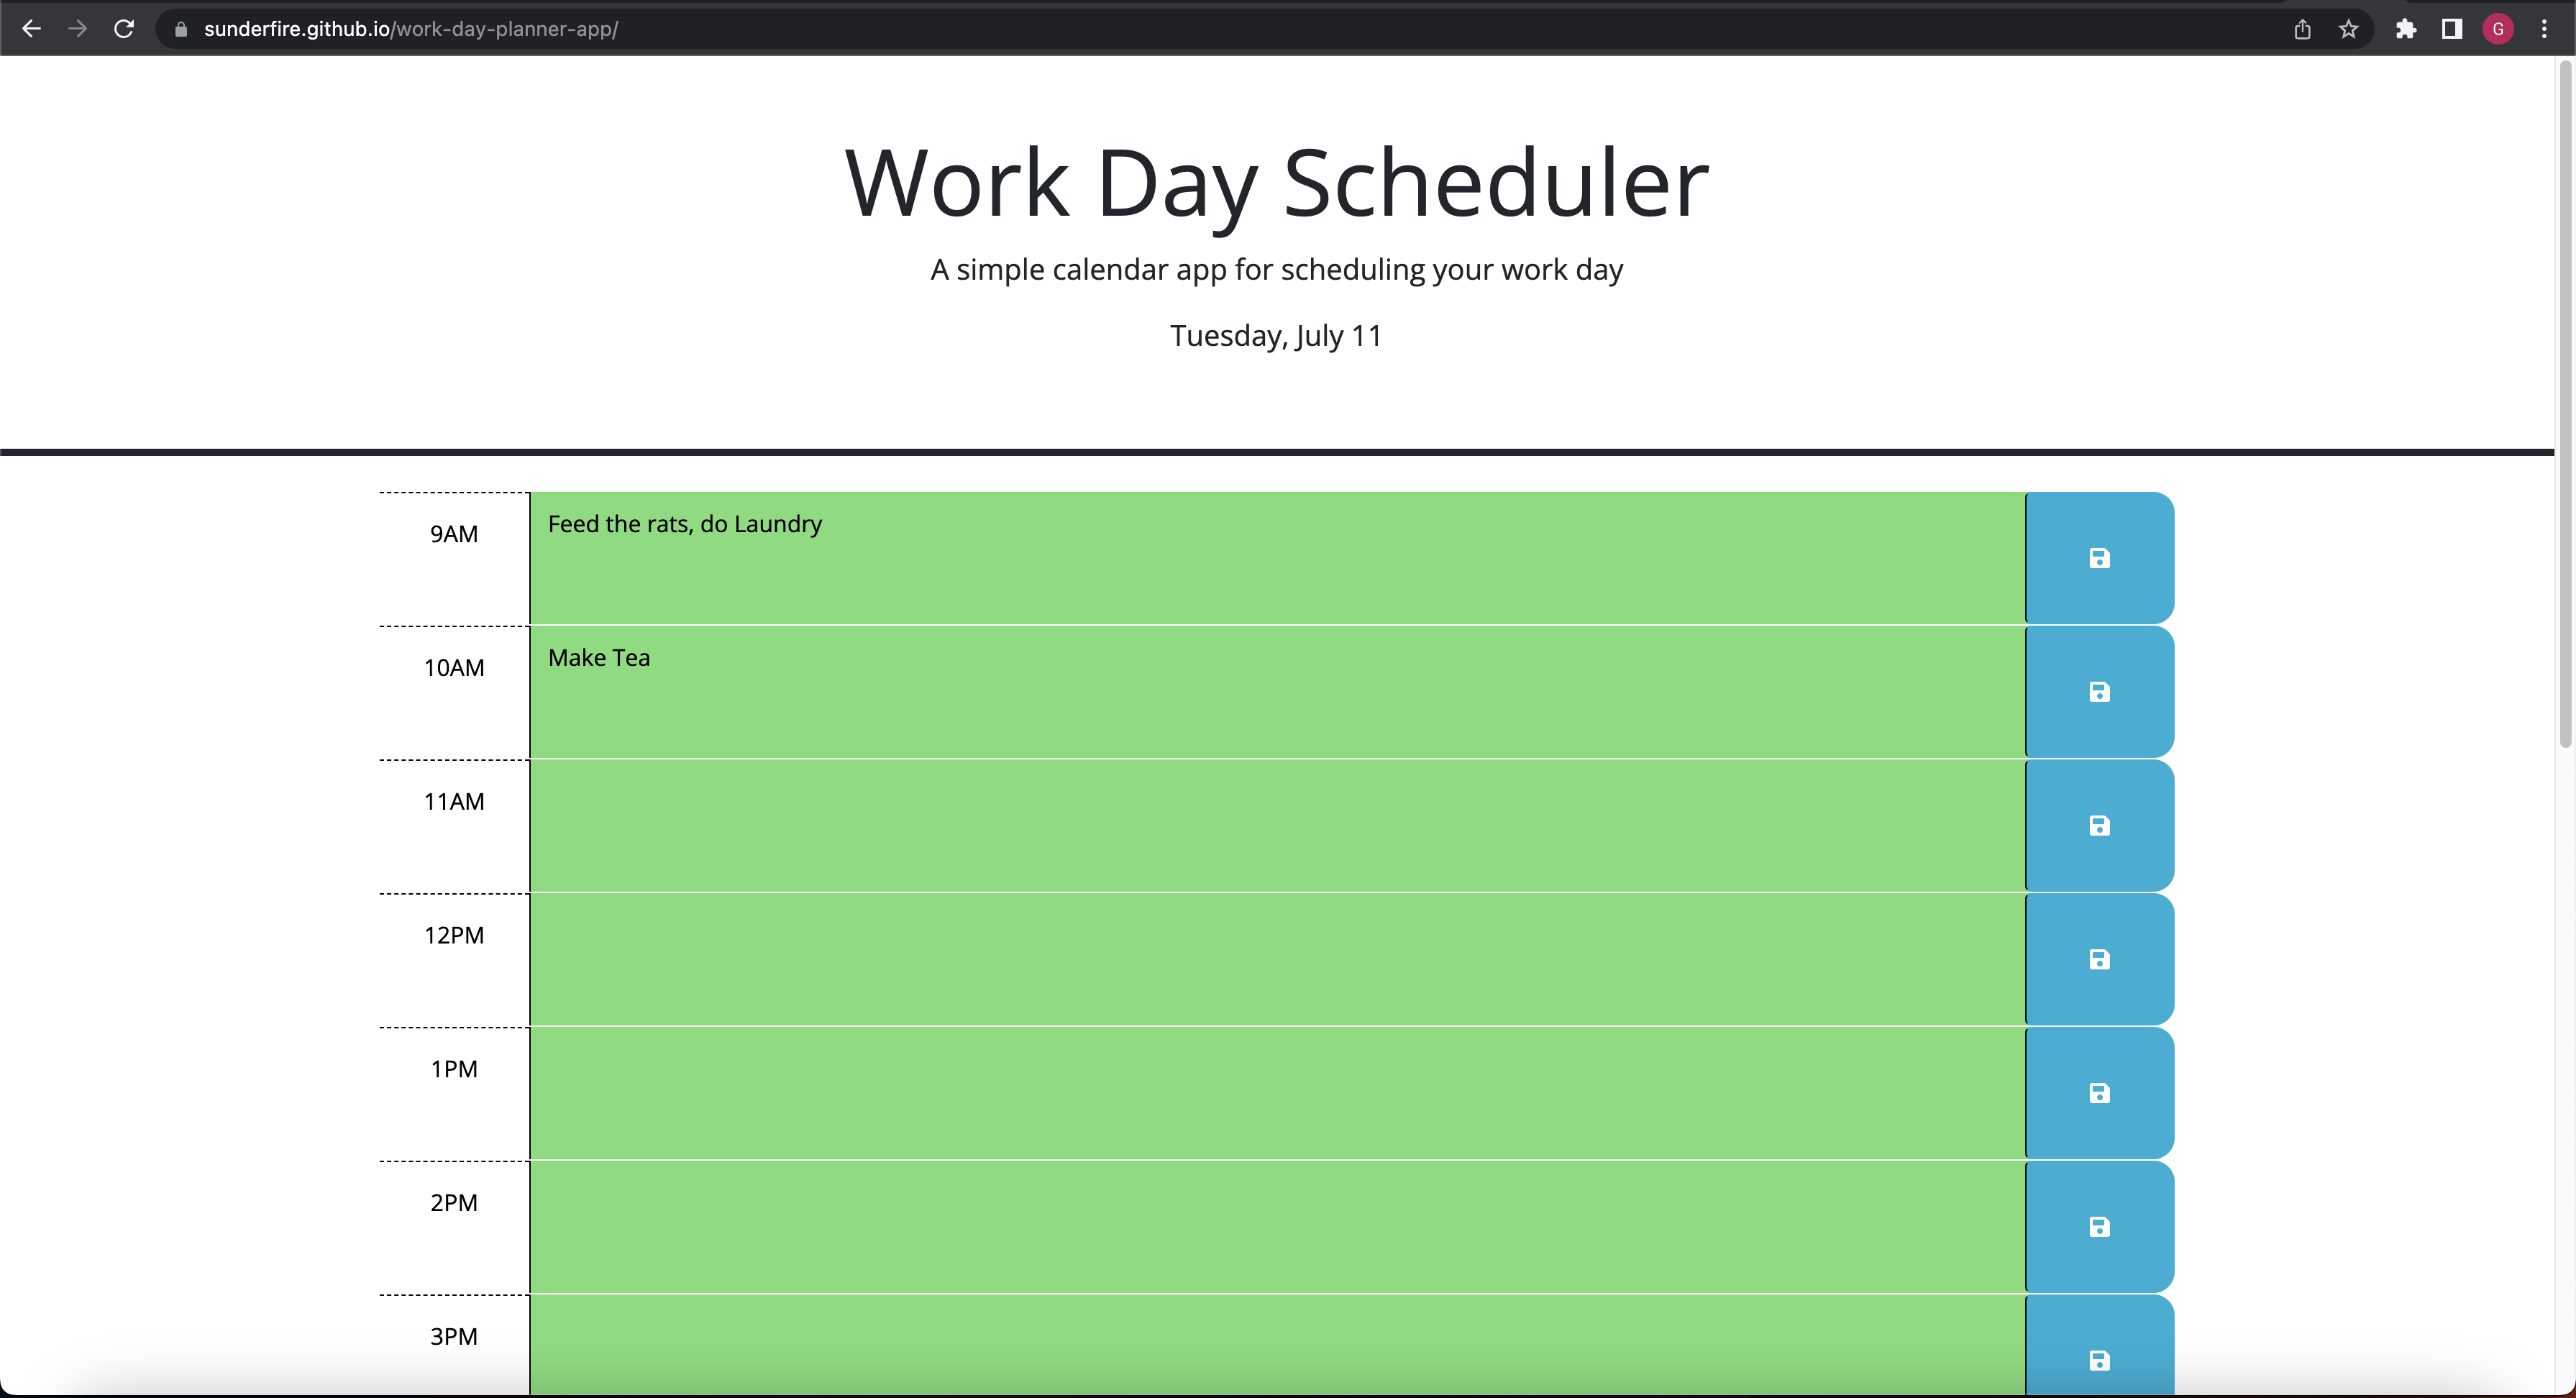 sunderfire.github.io/work-day-planner-app/
G
Work Day Scheduler
A simple calendar app for scheduling your work day
Tuesday, July 11
9AM
Feed the rats, do Laundry
10AM
Make Tea
11AM
12PM
1PM
2PM
3PM